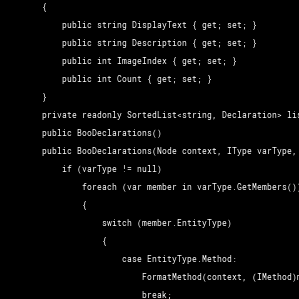 {
public string DisplayText { get; set; }
public string Description { get; set; }
public int ImageIndex { get; set; }
public int Count { get; set; }
}
private readonly SortedList<string, Declaration> lis
public BooDeclarations()
public BooDeclarations(Node context, IType varType,
if (varType != null)
foreach (var member in varType.GetMembers())
{
switch (member.EntityType)
{
case EntityType.Method:
FormatMethod(context, (IMethod)m
break;